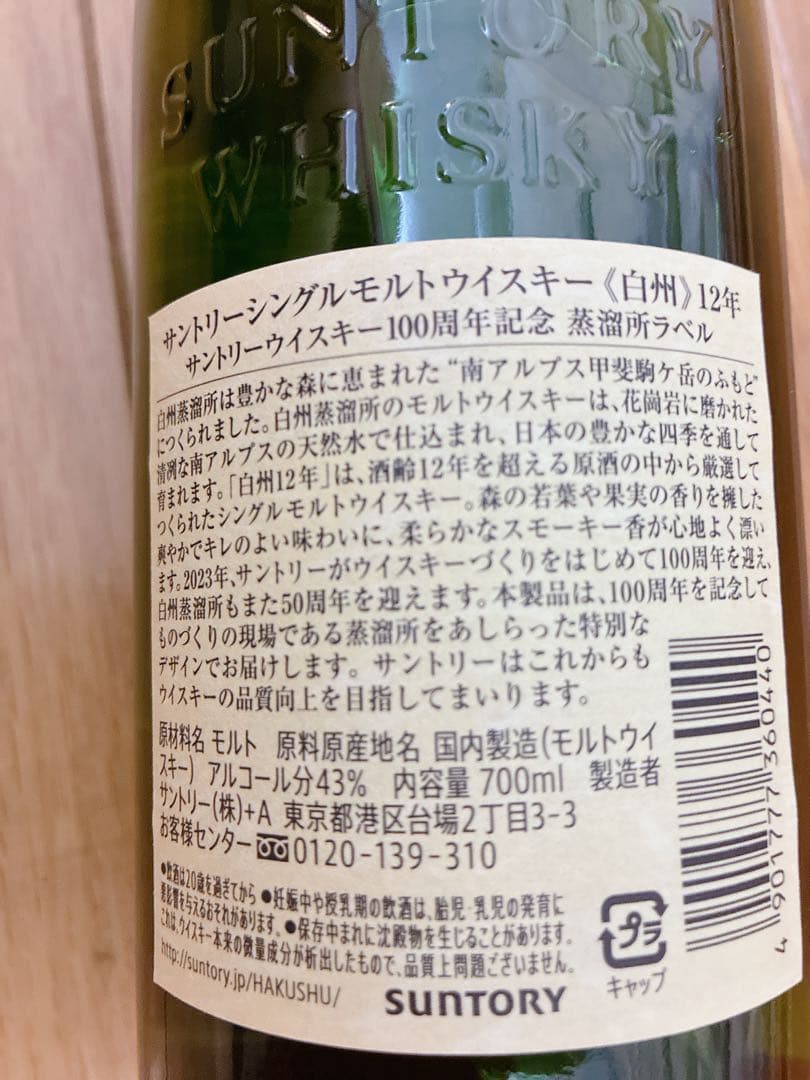 SUNTORY
WHISKY
サントリーシングルモルトウイスキー《白州》12年
サントリーウイスキー100周年記念 蒸溜所ラベル
白州蒸溜所は豊かな森に恵まれた“南アルプス甲斐駒ケ岳のふもと”
につくられました。白州蒸溜所のモルトウイスキーは、花崗岩に磨かれた
清冽な南アルプスの天然水で仕込まれ、日本の豊かな四季を通して
育まれます。「白州12年」は、酒齢12年を超える原酒の中から厳選して
つくられたシングルモルトウイスキー。森の若葉や果実の香りを擁した
爽やかでキレのよい味わいに、柔らかなスモーキー香が心地よく漂い
ます。2023年、サントリーがウイスキーづくりをはじめて100周年を迎え、
白州蒸溜所もまた50周年を迎えます。本製品は、100周年を記念して
ものづくりの現場である蒸溜所をあしらった特別な
デザインでお届けします。サントリーはこれからも
ウイスキーの品質向上を目指してまいります。
原材料名 モルト 原料原産地名 国内製造(モルトウイ
スキー) アルコール分43% 内容量 700ml 製造者
サントリー(株)+A 東京都港区台場2丁目3-3
お客様センター 0120-139-310
●飲酒は20歳を過ぎてから ●妊娠中や授乳期の飲酒は、胎児・乳児の発育に
悪影響を与えるおそれがあります。●保存中まれに沈殿物を生じることがあります。
これは、ウイスキー本来の微量成分が析出したもので、品質上問題ございません。
http://suntory.jp/HAKUSHU/
SUNTORY
プラ
キャップ
4 901777 360440